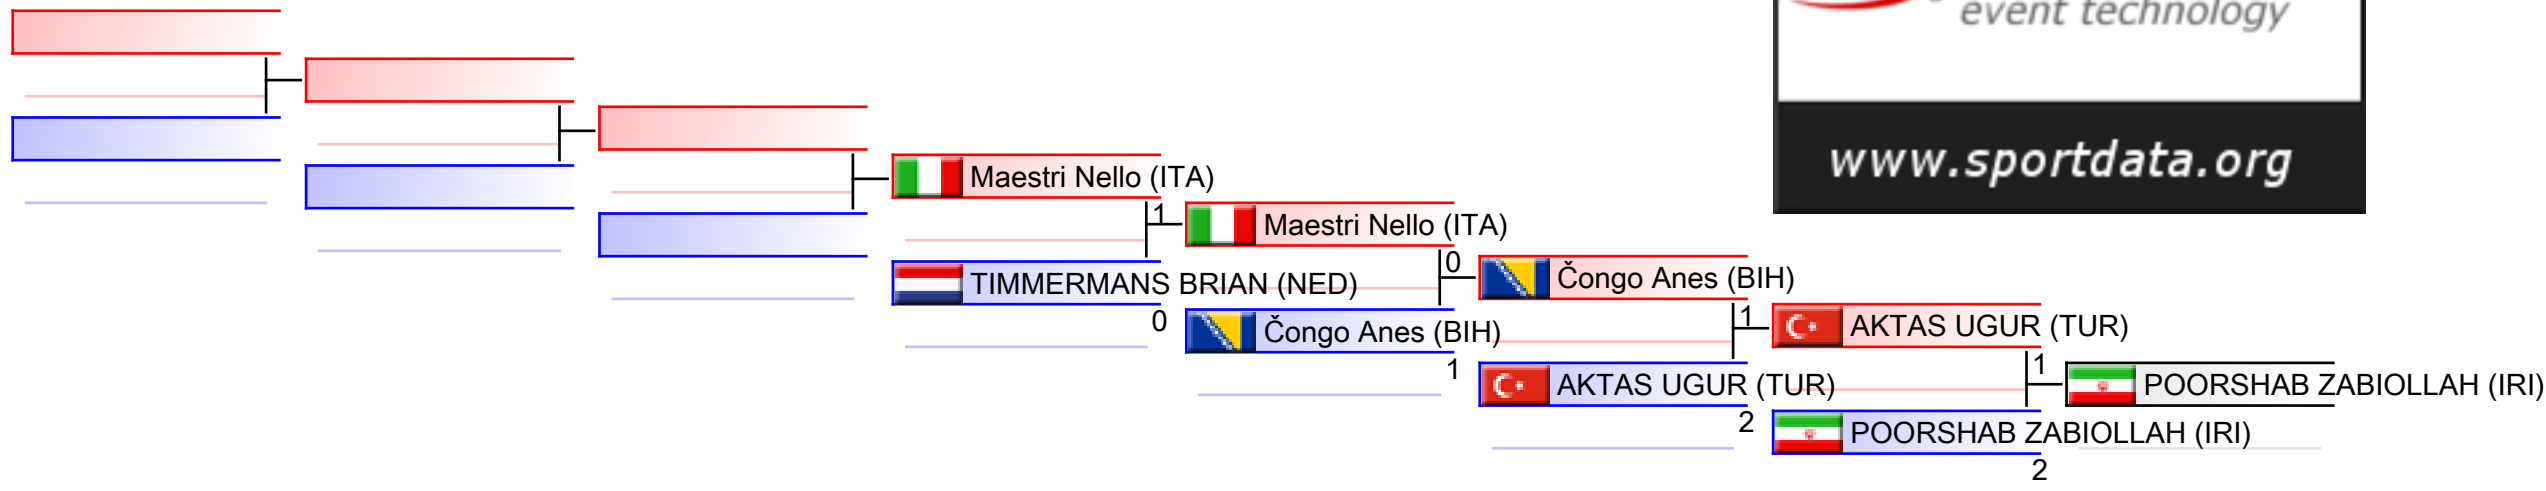 event technology
www.sportdata.org
Maestri Nello (ITA)
1
Maestri Nello (ITA)
TIMMERMANS BRIAN (NED)
0
0
Čongo Anes (BIH)
Čongo Anes (BIH)
1
1
AKTAS UGUR (TUR)
AKTAS UGUR (TUR)
2
1
POORSHAB ZABIOLLAH (IRI)
POORSHAB ZABIOLLAH (IRI)
2